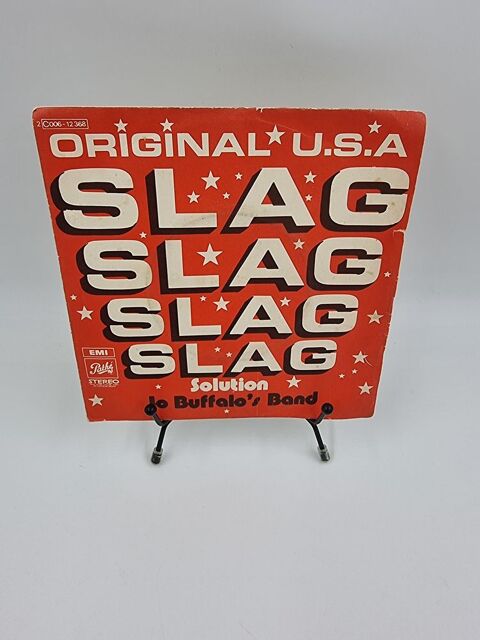 2 C006-12368
ORIGINAL U.S.A
SLAG
SLAG
SLAG
SLAG
EMI
Pathé
STEREO
Solution
Jo Buffalo's Band